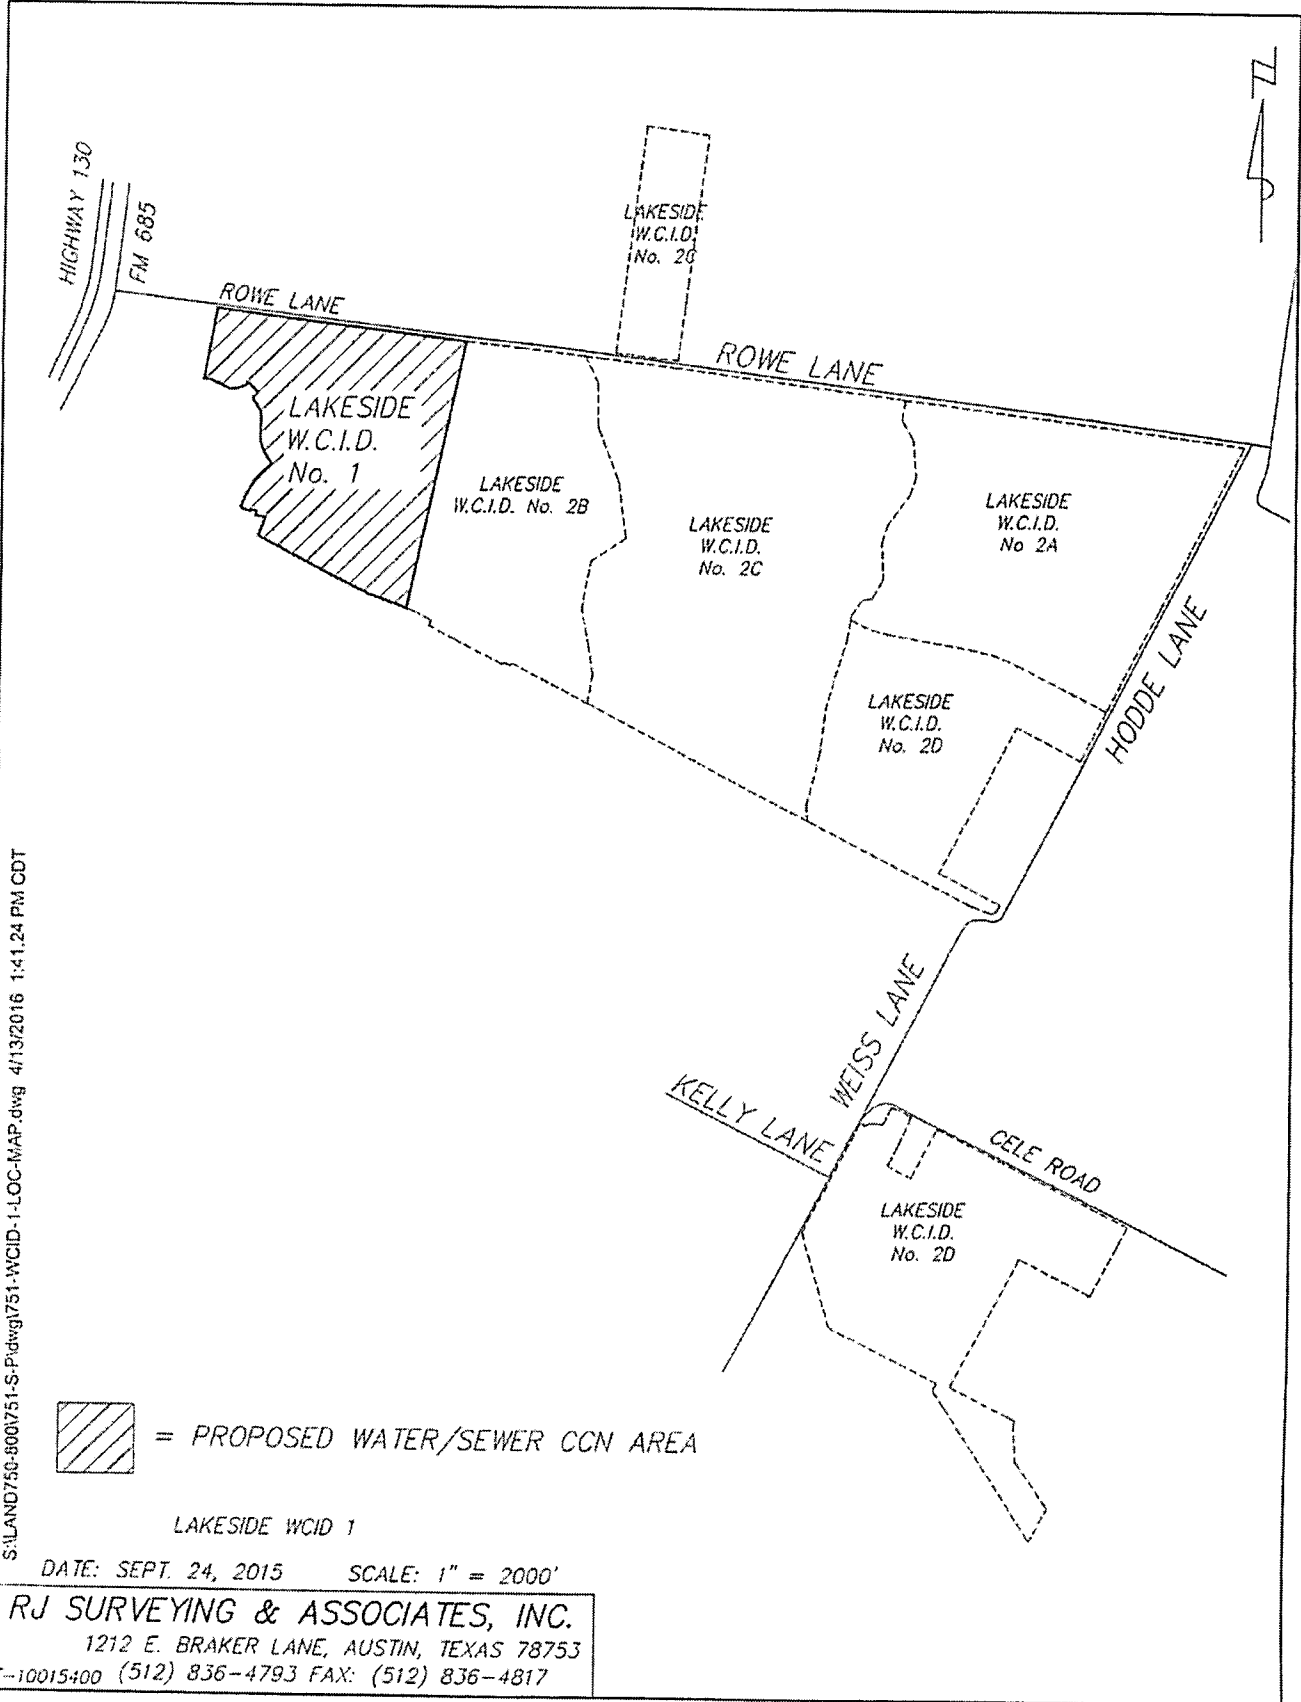 HIGHWAY 130
FM 685
ROWE LANE
LAKESIDE
W.C.I.D.
No. 2C
ROWE LANE
LAKESIDE
W.C.I.D.
No. 1
LAKESIDE
W.C.I.D. No. 2B
LAKESIDE
W.C.I.D.
No. 2C
LAKESIDE
W.C.I.D.
No 2A
HODDE LANE
LAKESIDE
W.C.I.D.
No. 2D
WEISS LANE
KELLY LANE
CELE ROAD
LAKESIDE
W.C.I.D.
No. 2D
S:\LAND750-800\751-S-P\dwg\751-WCID-1-LOC-MAP.dwg 4/13/2016 1:41:24 PM CDT
= PROPOSED WATER/SEWER CCN AREA
LAKESIDE WCID 1
DATE: SEPT. 24, 2015 SCALE: 1" = 2000'
RJ SURVEYING & ASSOCIATES, INC.
1212 E. BRAKER LANE, AUSTIN, TEXAS 78753
-10015400 (512) 836-4793 FAX: (512) 836-4817